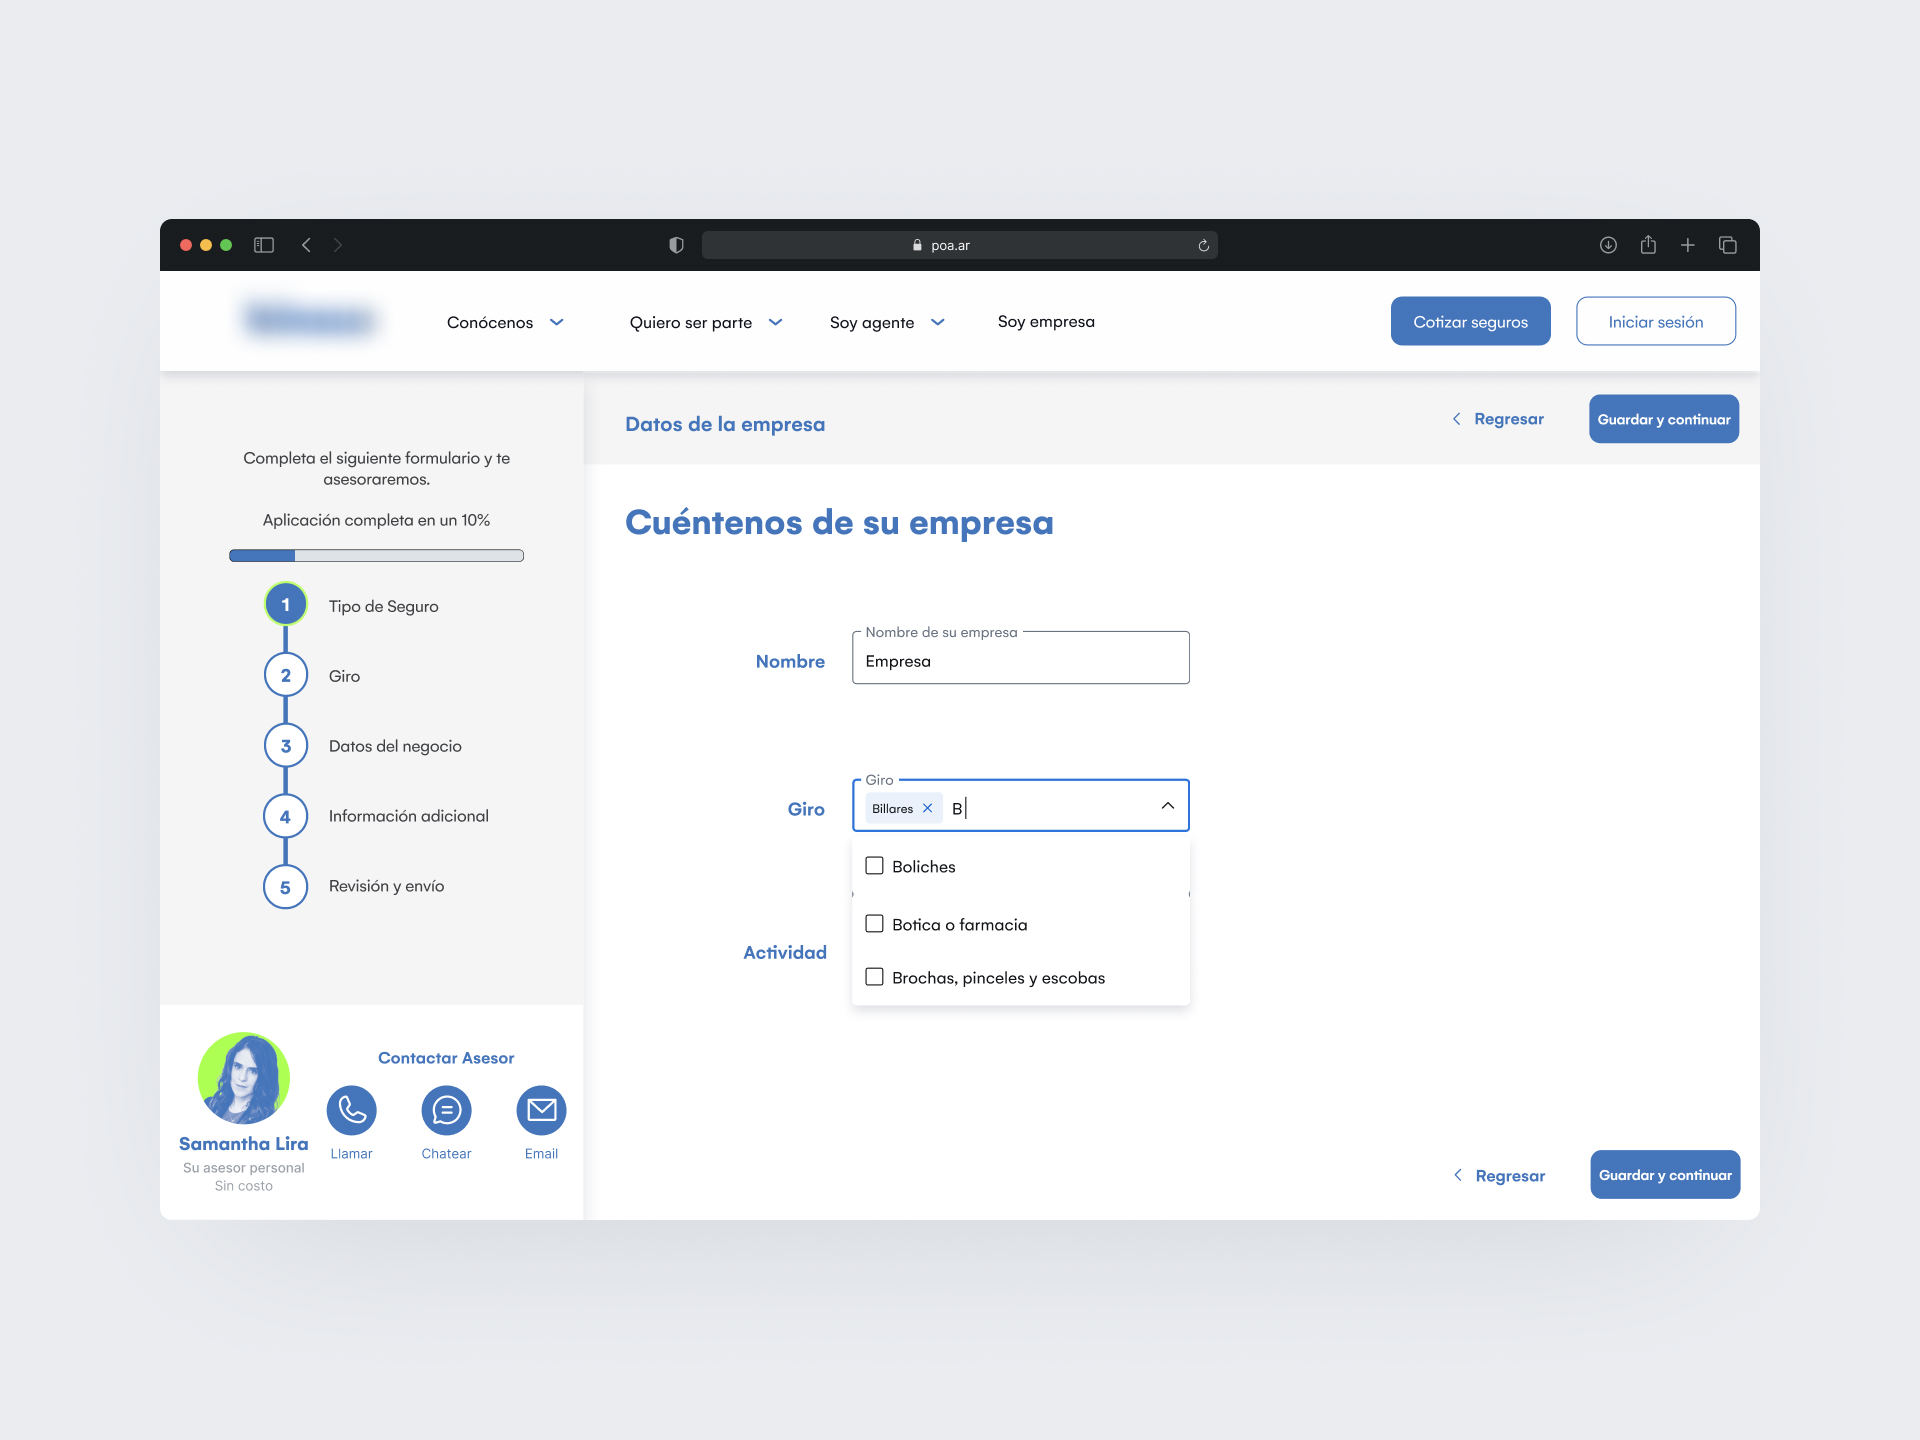 poa.ar
Conócenos
Quiero ser parte
Soy agente
Soy empresa
Cotizar seguros
Iniciar sesión
Completa el siguiente formulario y te
asesoraremos.
Aplicación completa en un 10%
1 Tipo de Seguro
2 Giro
3 Datos del negocio
4 Información adicional
5 Revisión y envío
Contactar Asesor
Llamar
Chatear
Email
Samantha Lira
Su asesor personal
Sin costo
Datos de la empresa
Regresar
Guardar y continuar
Cuéntenos de su empresa
Nombre
Nombre de su empresa
Empresa
Giro
Giro
Billares
B
Boliches
Botica o farmacia
Brochas, pinceles y escobas
Actividad
Regresar
Guardar y continuar